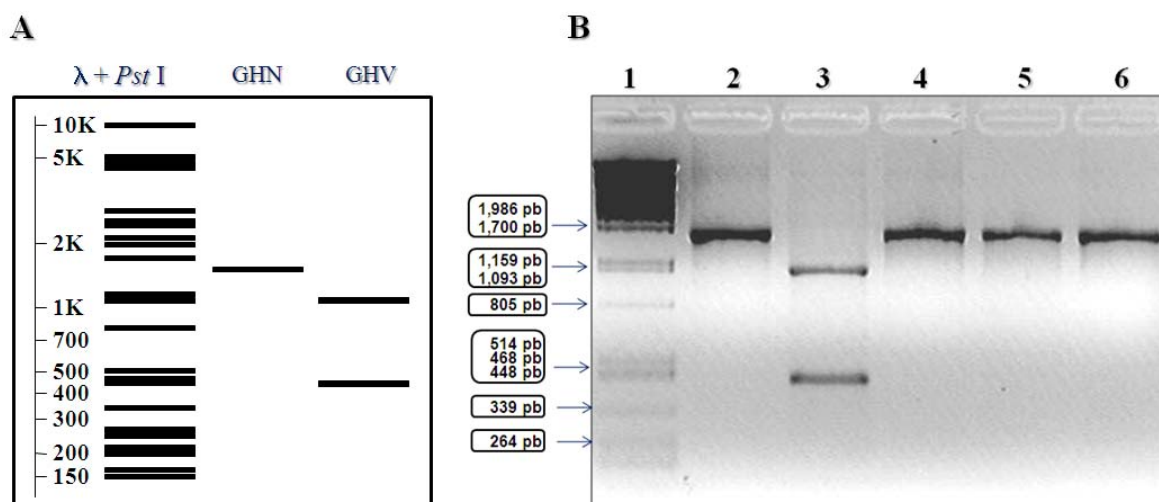 A
λ + Pst I GHN GHV
10K
5K
2K
1K
700
500
400
300
200
150
B
1 2 3 4 5 6
1,986 pb
1,700 pb
1,159 pb
1,093 pb
805 pb
514 pb
468 pb
448 pb
339 pb
264 pb